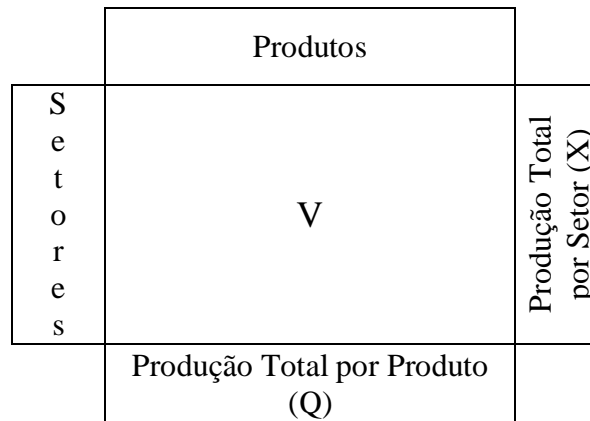 Produtos
S
e
t
o
r
e
s
V
Produção Total
por Setor (X)
Produção Total por Produto
(Q)